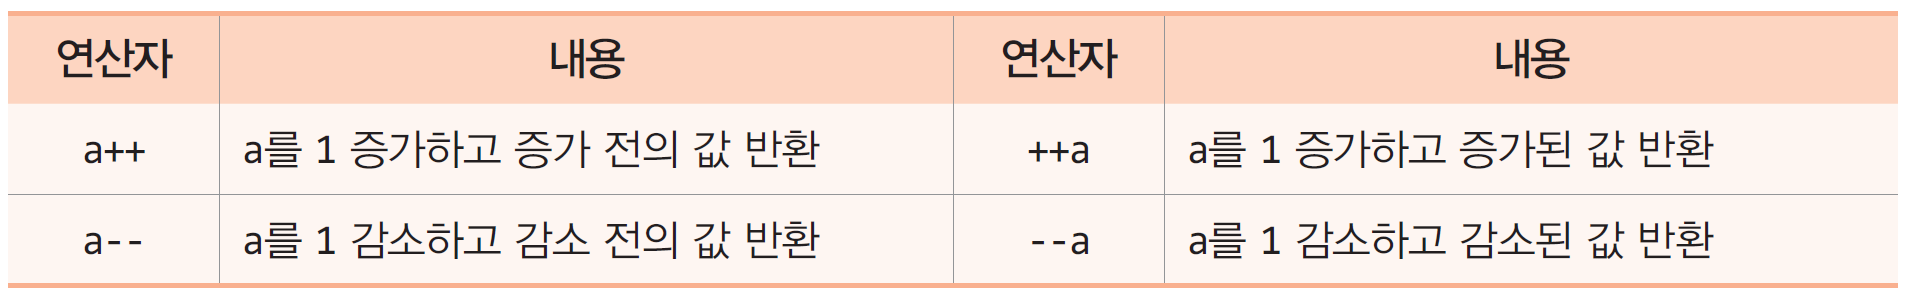 연산자 내용 연산자 내용
a++ a를 1 증가하고 증가 전의 값 반환 ++a a를 1 증가하고 증가된 값 반환
a-- a를 1 감소하고 감소 전의 값 반환 --a a를 1 감소하고 감소된 값 반환